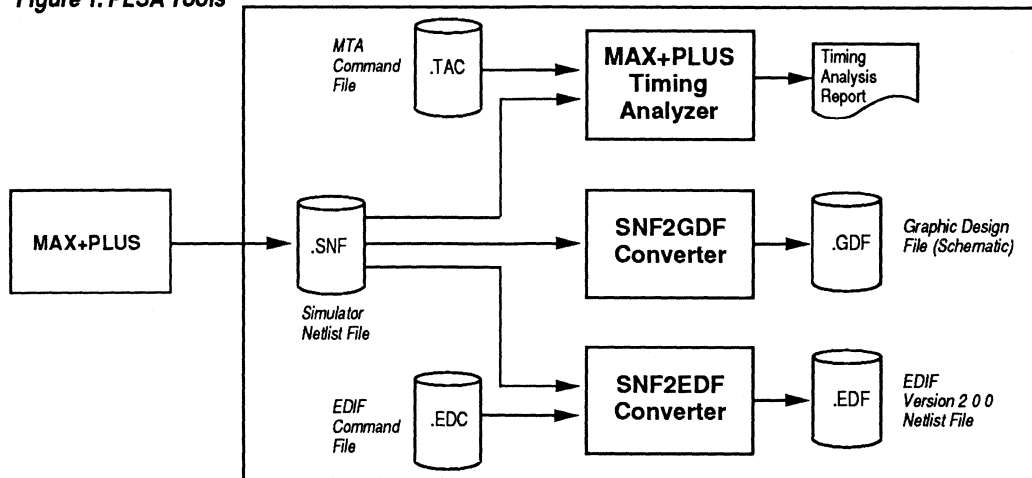 Figure 1. PLSA Tools
MTA
Command
File
.TAC
MAX+PLUS
Timing
Analyzer
Timing
Analysis
Report
MAX+PLUS
.SNF
Simulator
Netlist File
SNF2GDF
Converter
.GDF
Graphic Design
File (Schematic)
EDIF
Command
File
.EDC
SNF2EDF
Converter
.EDF
EDIF
Version 2 0 0
Netlist File